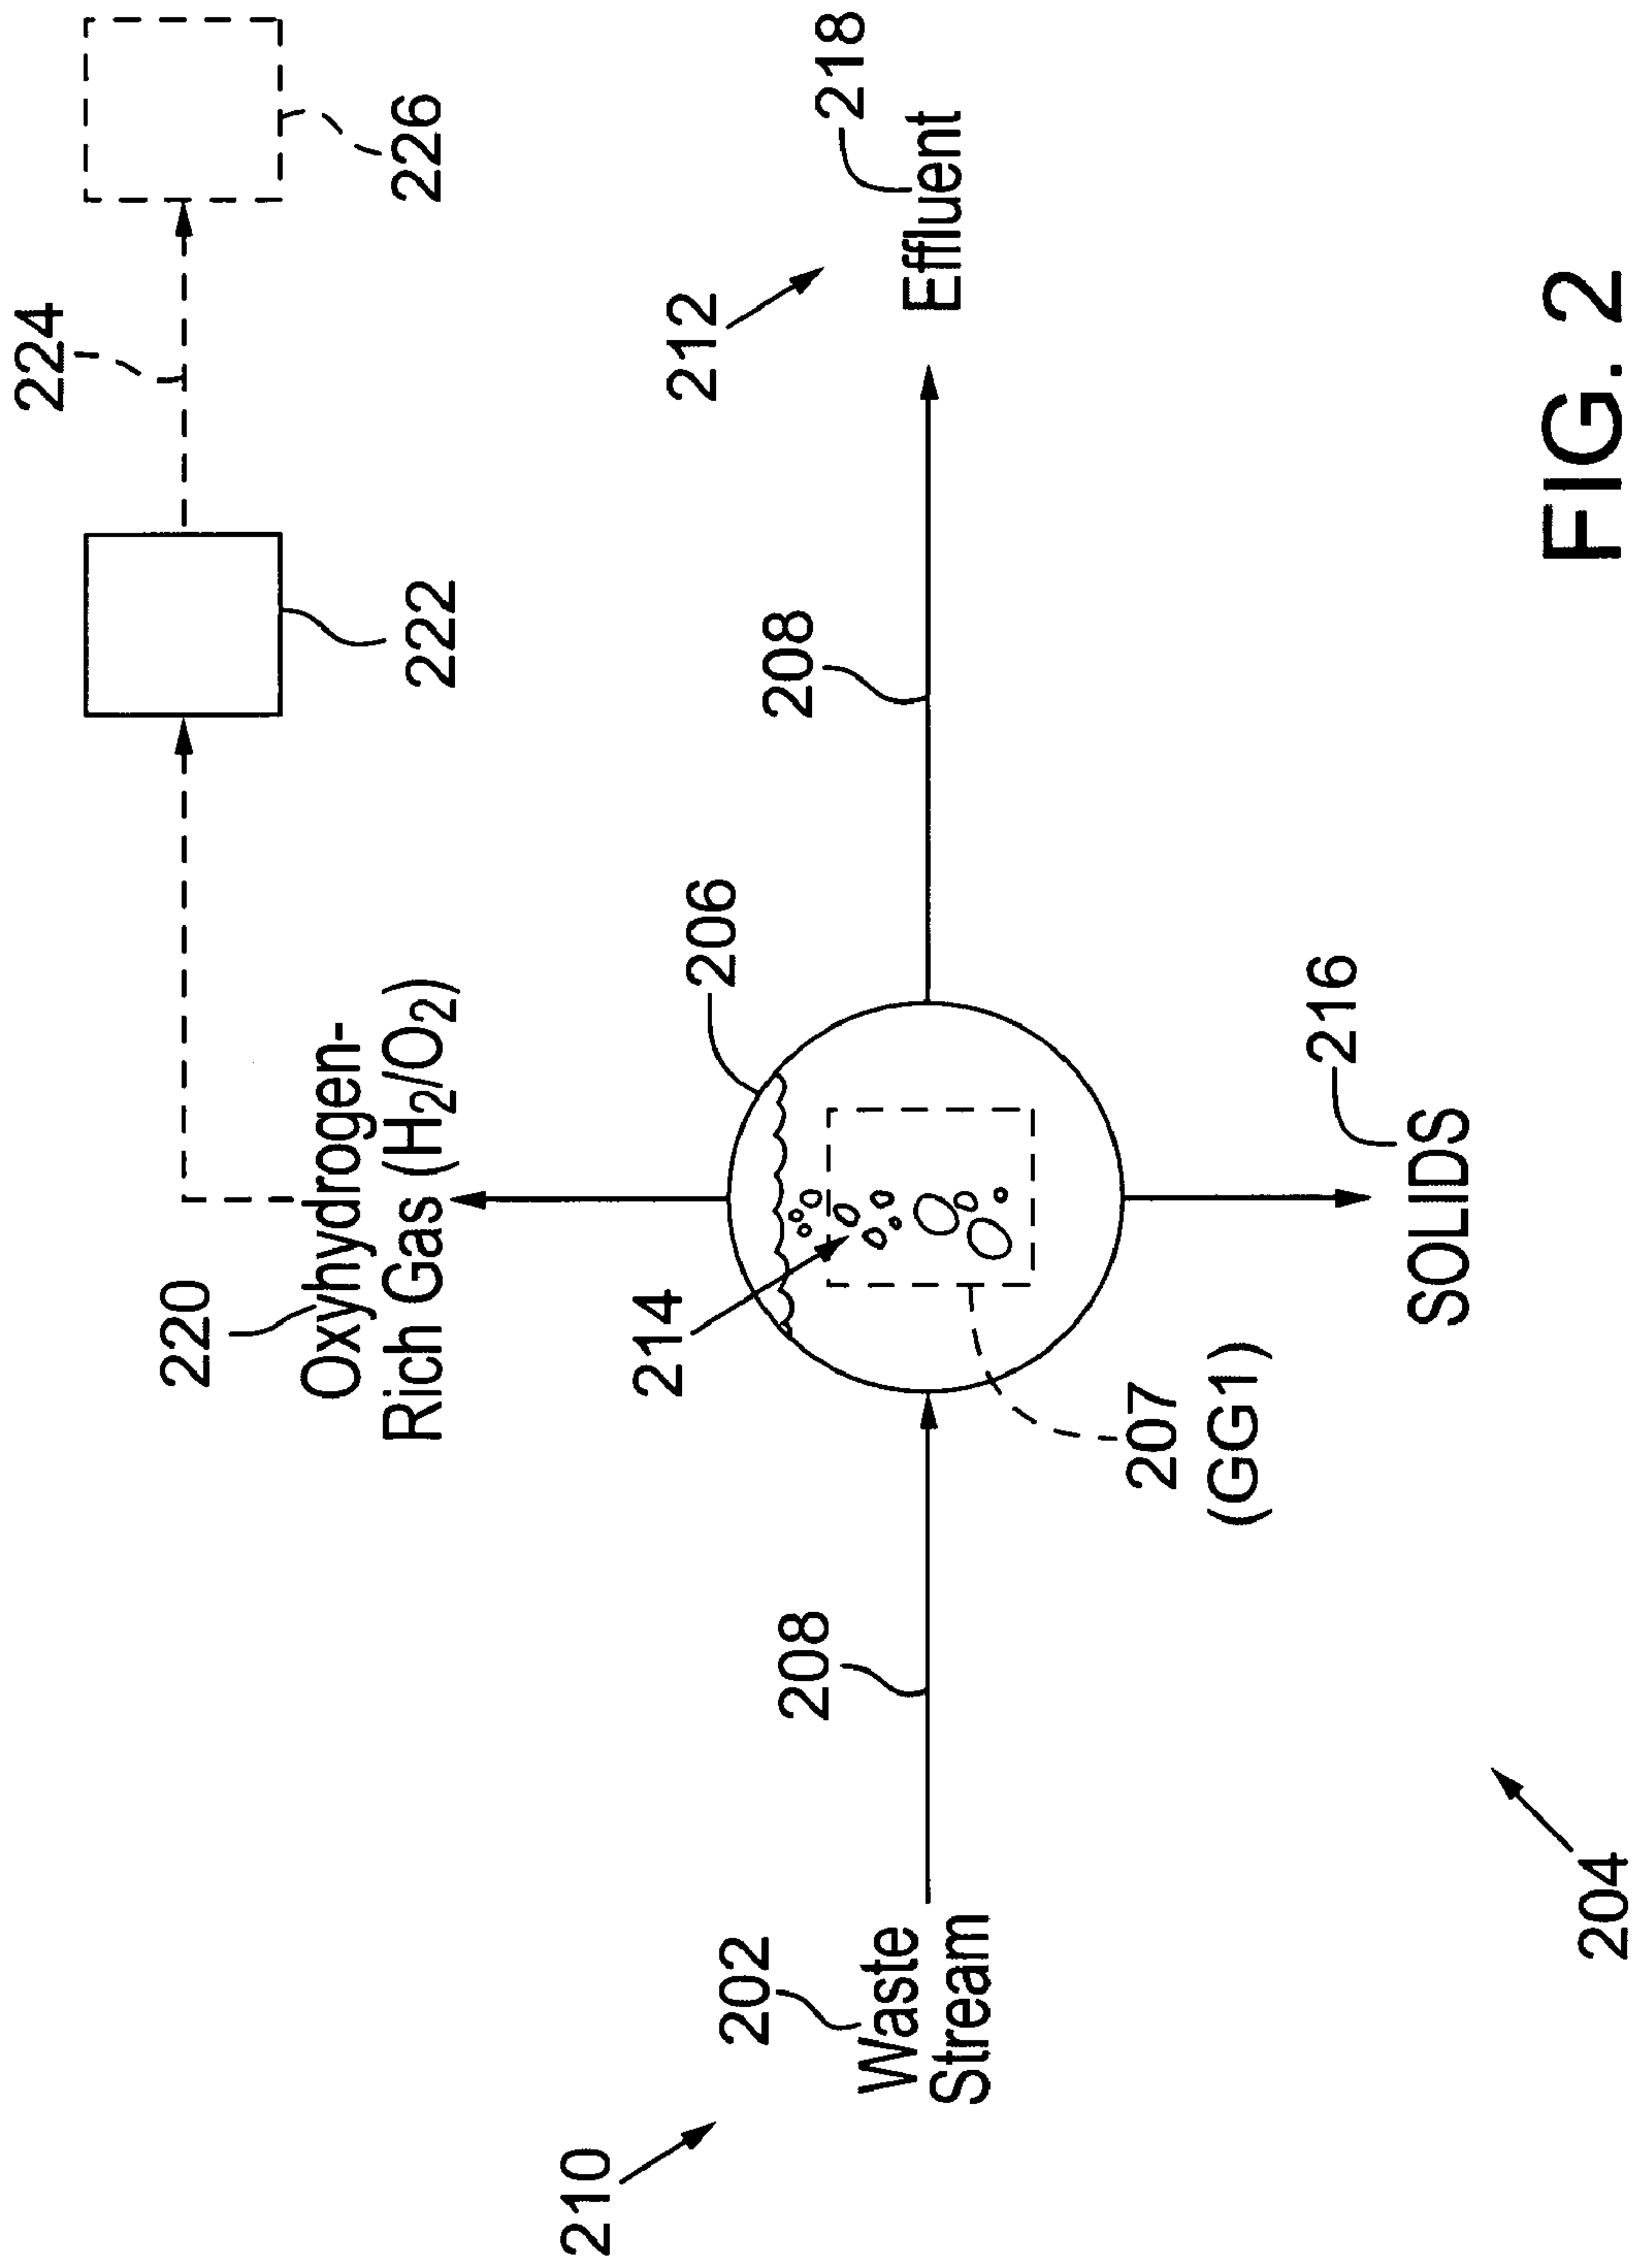 224
226
220
Oxyhydrogen-
Rich Gas (H₂/O₂)
222
206
214
208
208
212
218
Effluent
210
202
Waste
Stream
207
(GG1)
216
SOLIDS
204
FIG. 2